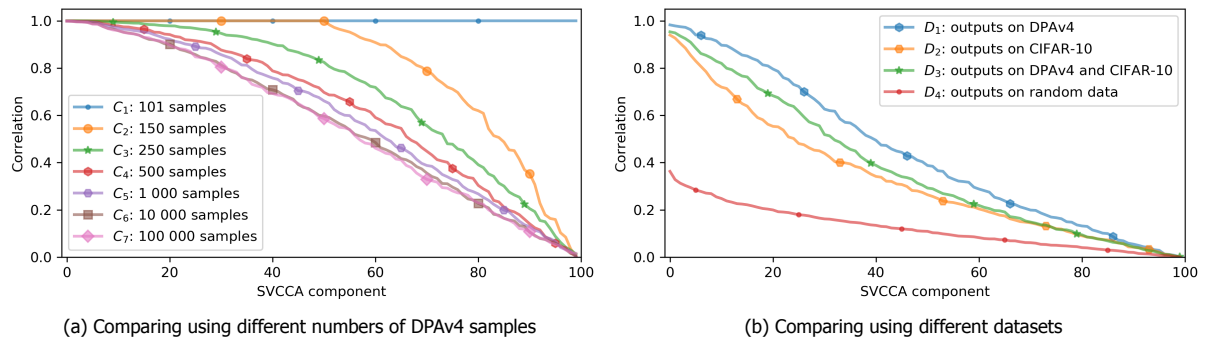 1.0
0.8
0.6
0.4
0.2
0.0
Correlation
C1: 101 samples
C2: 150 samples
C3: 250 samples
C4: 500 samples
C5: 1 000 samples
C6: 10 000 samples
C7: 100 000 samples
0 20 40 60 80 100
SVCCA component
(a) Comparing using different numbers of DPAv4 samples
1.0
0.8
0.6
0.4
0.2
0.0
Correlation
D1: outputs on DPAv4
D2: outputs on CIFAR-10
D3: outputs on DPAv4 and CIFAR-10
D4: outputs on random data
0 20 40 60 80 100
SVCCA component
(b) Comparing using different datasets